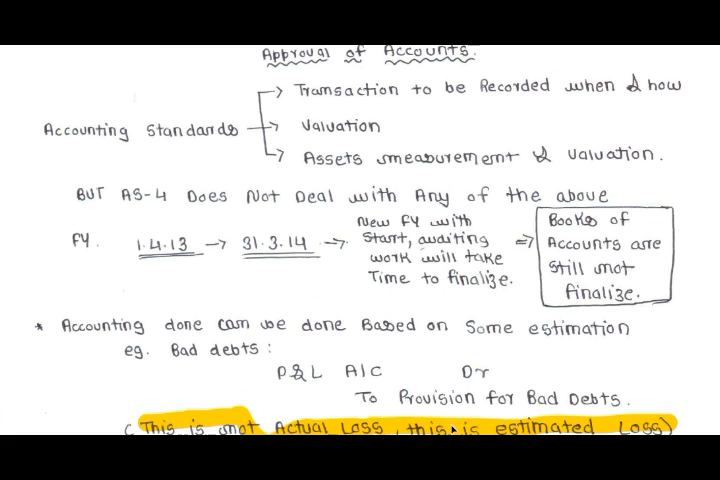 Approval of Accounts.
→ Transaction to be Recorded when & how
Accounting Standards → Valuation
→ Assets measurement & valuation.
BUT AS-4 Does Not Deal with Any of the above
FY. 1.4.13 → 31.3.14 → New FY with start, auditing work will take Time to finalize. ⇒ Books of Accounts are still not finalize.
* Accounting done can be done Based on Some estimation
eg. Bad debts :
P&L A/C Dr
To Provision for Bad Debts.
( This is not Actual Loss, this is estimated Loss)